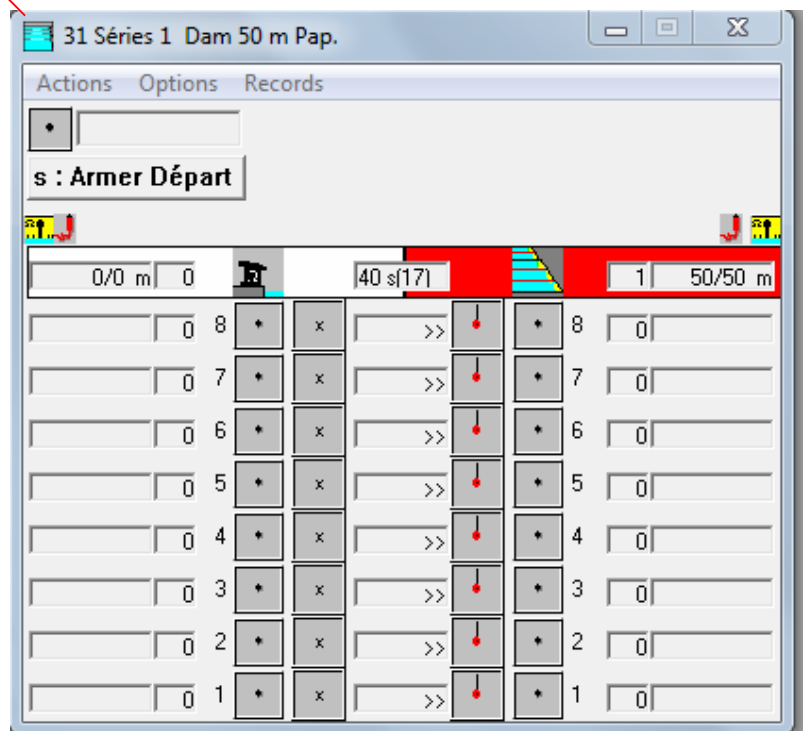 31 Séries 1 Dam 50 m Pap.
Actions Options Records
s : Armer Départ
0/0 m 0 40 s(17) 1 50/50 m
0 8 x >> 8 0
0 7 x >> 7 0
0 6 x >> 6 0
0 5 x >> 5 0
0 4 x >> 4 0
0 3 x >> 3 0
0 2 x >> 2 0
0 1 x >> 1 0